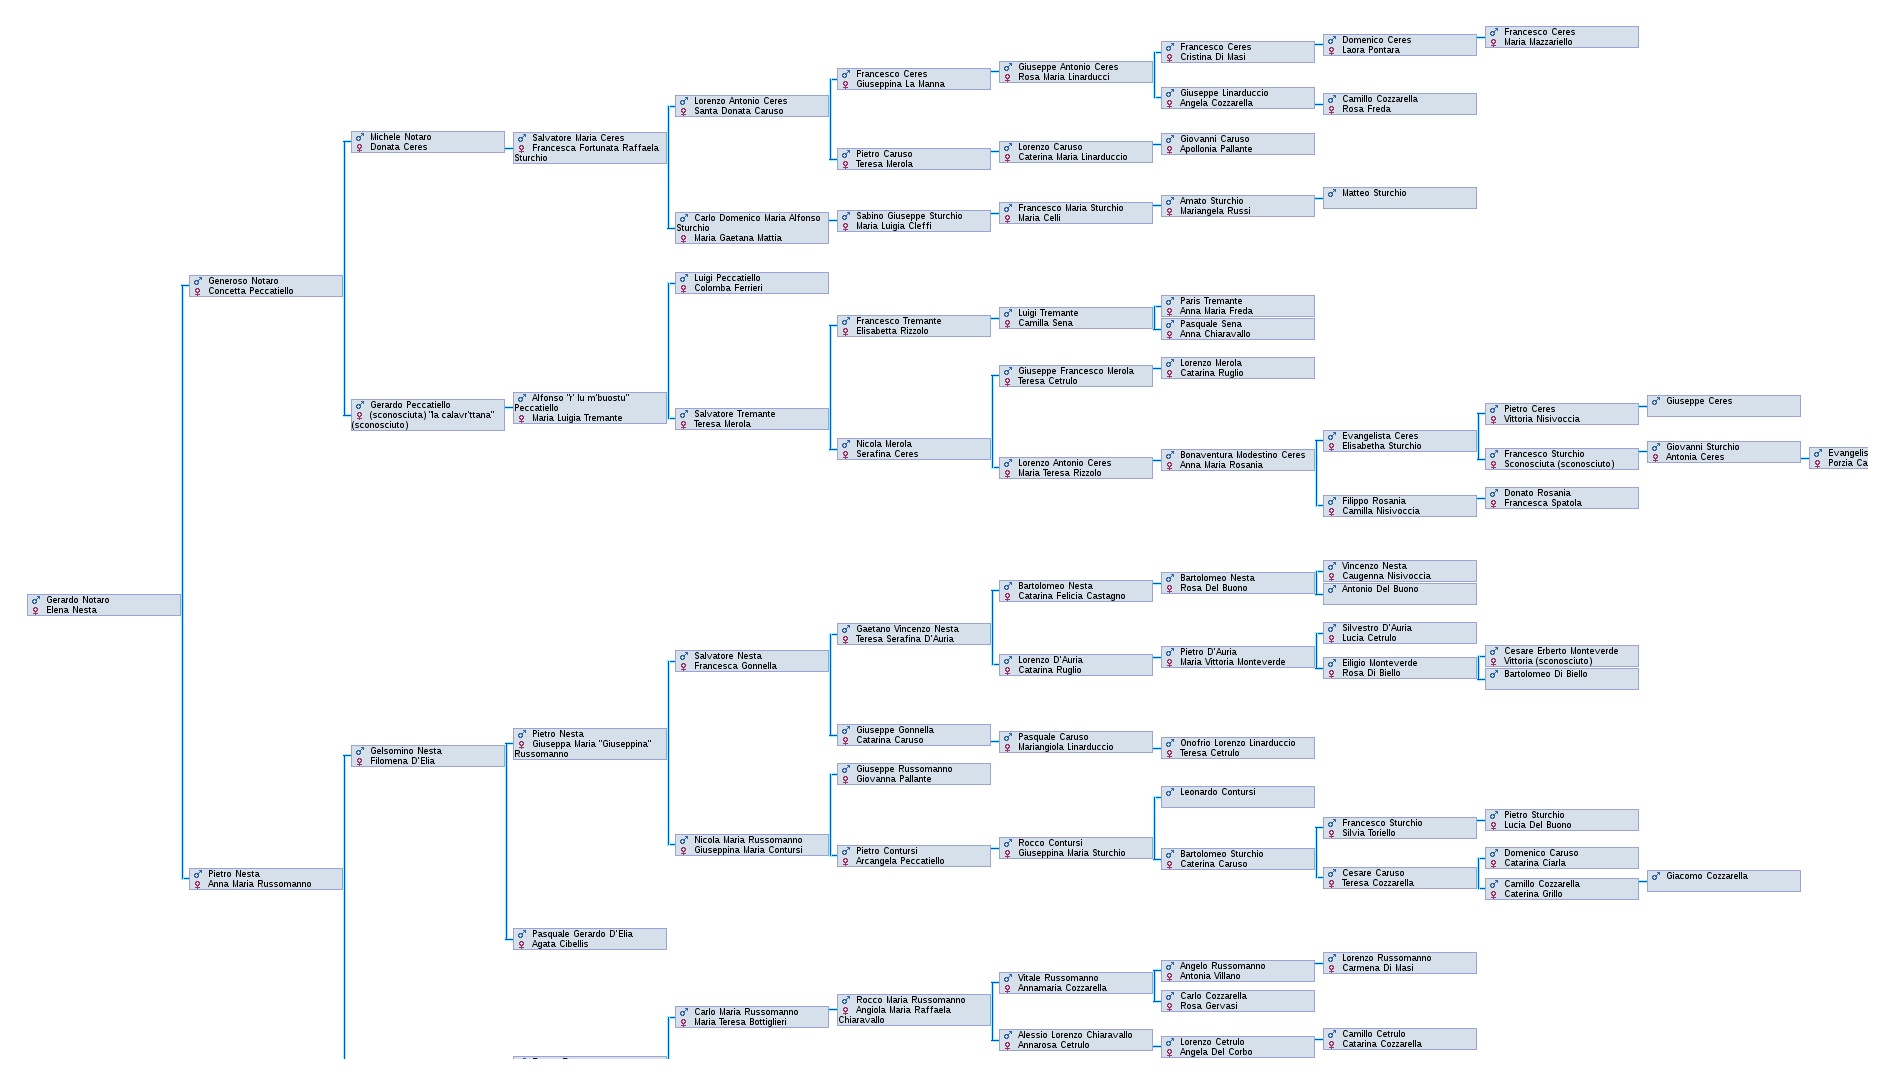 Gerardo Notaro
Elena Nesta
Generoso Notaro
Concetta Peccatiello
Pietro Nesta
Anna Maria Russomanno
Michele Notaro
Donata Ceres
Gerardo Peccatiello
(sconosciuta) "la calavr'ttana"
(sconosciuto)
Gelsomino Nesta
Filomena D'Elia
Salvatore Maria Ceres
Francesca Fortunata Raffaela
Sturchio
Alfonso "r' lu m'buostu"
Peccatiello
Maria Luigia Tremante
Pietro Nesta
Giuseppa Maria "Giuseppina"
Russomanno
Pasquale Gerardo D'Elia
Agata Cibellis
Lorenzo Antonio Ceres
Santa Donata Caruso
Carlo Domenico Maria Alfonso
Sturchio
Maria Gaetana Mattia
Luigi Peccatiello
Colomba Ferrieri
Salvatore Tremante
Teresa Merola
Salvatore Nesta
Francesca Gonnella
Nicola Maria Russomanno
Giuseppina Maria Contursi
Carlo Maria Russomanno
Maria Teresa Bottiglieri
Francesco Ceres
Giuseppina La Manna
Pietro Caruso
Teresa Merola
Sabino Giuseppe Sturchio
Maria Luigia Cleffi
Francesco Tremante
Elisabetta Rizzolo
Nicola Merola
Serafina Ceres
Gaetano Vincenzo Nesta
Teresa Serafina D'Auria
Giuseppe Gonnella
Catarina Caruso
Giuseppe Russomanno
Giovanna Pallante
Pietro Contursi
Arcangela Peccatiello
Rocco Maria Russomanno
Angiola Maria Raffaela
Chiaravallo
Giuseppe Antonio Ceres
Rosa Maria Linarducci
Lorenzo Caruso
Caterina Maria Linarduccio
Francesco Maria Sturchio
Maria Celli
Luigi Tremante
Camilla Sena
Giuseppe Francesco Merola
Teresa Cetrulo
Lorenzo Antonio Ceres
Maria Teresa Rizzolo
Bartolomeo Nesta
Catarina Felicia Castagno
Lorenzo D'Auria
Catarina Ruglio
Pasquale Caruso
Mariangiola Linarduccio
Rocco Contursi
Giuseppina Maria Sturchio
Vitale Russomanno
Annamaria Cozzarella
Alessio Lorenzo Chiaravallo
Annarosa Cetrulo
Francesco Ceres
Cristina Di Masi
Giuseppe Linarduccio
Angela Cozzarella
Giovanni Caruso
Apollonia Pallante
Amato Sturchio
Mariangela Russi
Paris Tremante
Anna Maria Freda
Pasquale Sena
Anna Chiaravallo
Lorenzo Merola
Catarina Ruglio
Bonaventura Modestino Ceres
Anna Maria Rosania
Bartolomeo Nesta
Rosa Del Buono
Pietro D'Auria
Maria Vittoria Monteverde
Onofrio Lorenzo Linarduccio
Teresa Cetrulo
Leonardo Contursi
Bartolomeo Sturchio
Caterina Caruso
Angelo Russomanno
Antonia Villano
Carlo Cozzarella
Rosa Gervasi
Lorenzo Cetrulo
Angela Del Corbo
Domenico Ceres
Laora Pontara
Camillo Cozzarella
Rosa Freda
Matteo Sturchio
Evangelista Ceres
Elisabetha Sturchio
Filippo Rosania
Camilla Nisivoccia
Vincenzo Nesta
Caugenna Nisivoccia
Antonio Del Buono
Silvestro D'Auria
Lucia Cetrulo
Eiligio Monteverde
Rosa Di Biello
Francesco Sturchio
Silvia Toriello
Cesare Caruso
Teresa Cozzarella
Lorenzo Russomanno
Carmena Di Masi
Camillo Cetrulo
Catarina Cozzarella
Francesco Ceres
Maria Mazzariello
Pietro Ceres
Vittoria Nisivoccia
Francesco Sturchio
Sconosciuta (sconosciuto)
Donato Rosania
Francesca Spatola
Cesare Erberto Monteverde
Vittoria (sconosciuto)
Bartolomeo Di Biello
Pietro Sturchio
Lucia Del Buono
Domenico Caruso
Catarina Ciarla
Camillo Cozzarella
Caterina Grillo
Giuseppe Ceres
Giovanni Sturchio
Antonia Ceres
Giacomo Cozzarella
Evangelis
Porzia Ca